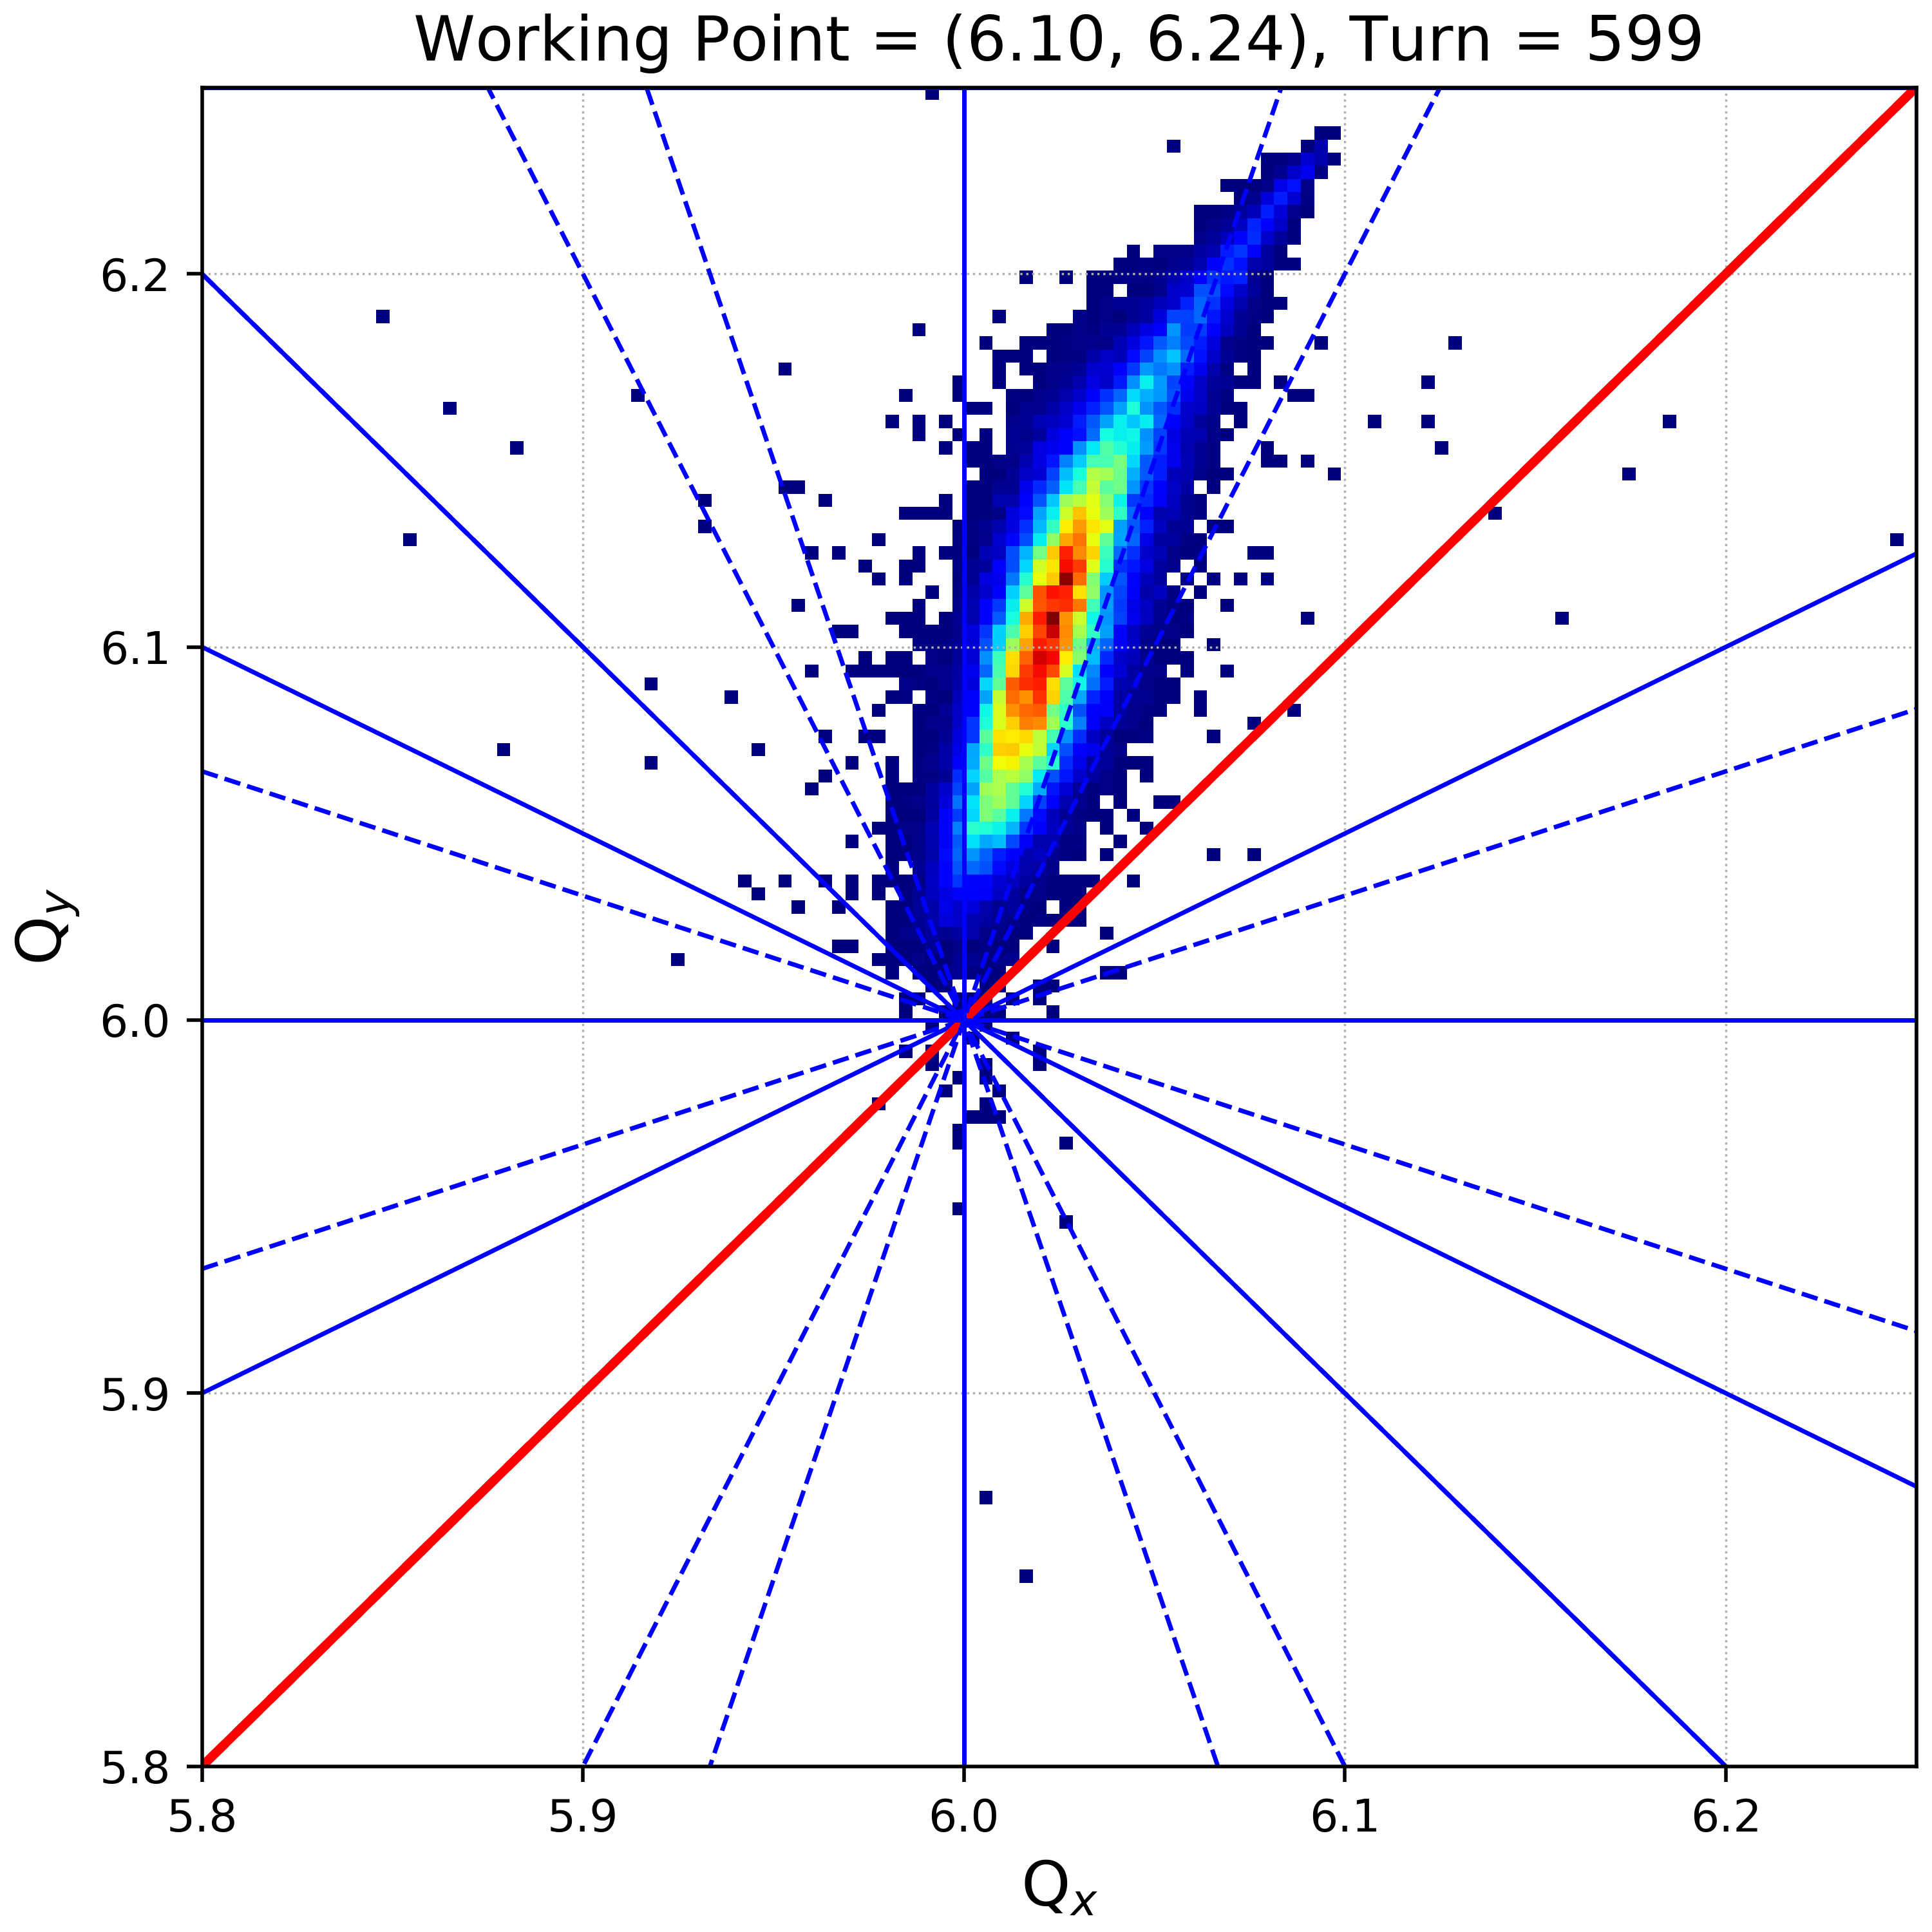 Working Point = (6.10, 6.24), Turn = 599
6.2
6.1
6.0
5.9
5.8
Qy
5.8 5.9 6.0 6.1 6.2
Qx